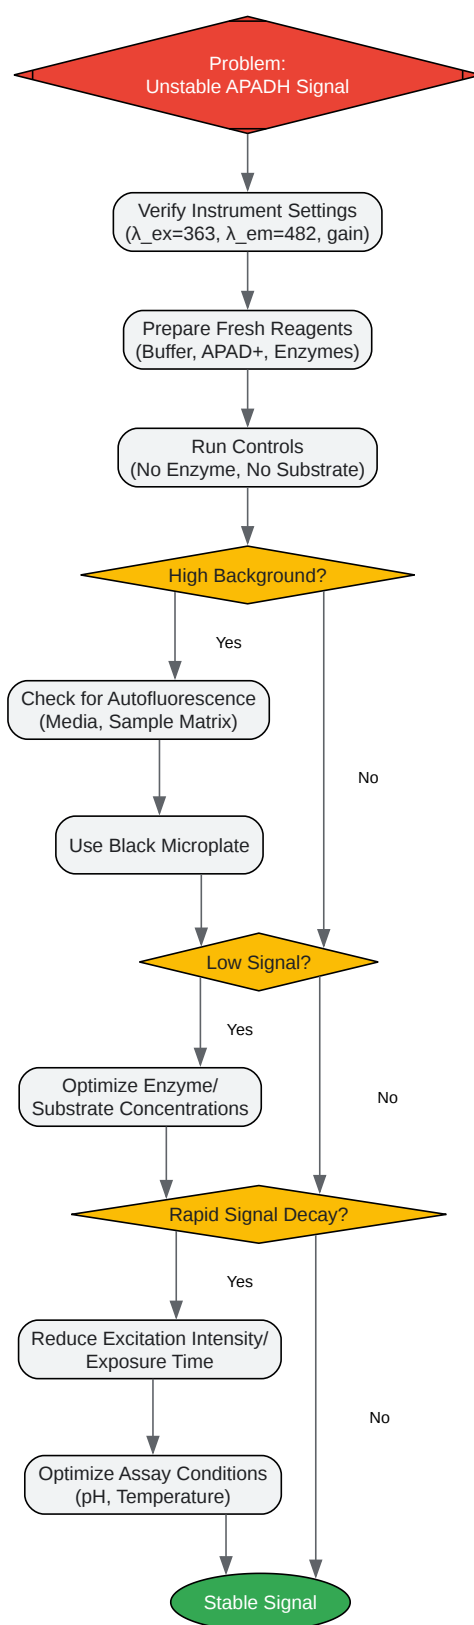 Problem:
Unstable APADH Signal
Verify Instrument Settings
(λ_ex=363, λ_em=482, gain)
Prepare Fresh Reagents
(Buffer, APAD+, Enzymes)
Run Controls
(No Enzyme, No Substrate)
High Background?
Yes
Check for Autofluorescence
(Media, Sample Matrix)
No
Use Black Microplate
Low Signal?
Yes
Optimize Enzyme/
Substrate Concentrations
No
Rapid Signal Decay?
Yes
Reduce Excitation Intensity/
Exposure Time
No
Optimize Assay Conditions
(pH, Temperature)
Stable Signal